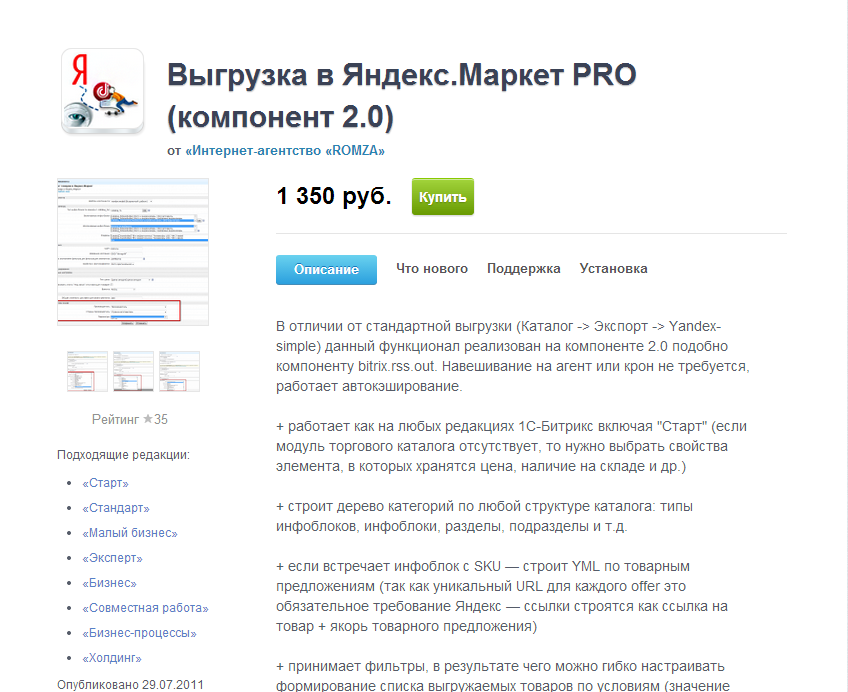 Я
Выгрузка в Яндекс.Маркет PRO
(компонент 2.0)
от «Интернет-агентство «ROMZA»
1 350 руб.
Купить
Описание
Что нового
Поддержка
Установка
В отличии от стандартной выгрузки (Каталог -> Экспорт -> Yandex-
simple) данный функционал реализован на компоненте 2.0 подобно
компоненту bitrix.rss.out. Навешивание на агент или крон не требуется,
работает автокэширование.
+ работает как на любых редакциях 1С-Битрикс включая "Старт" (если
модуль торгового каталога отсутствует, то нужно выбрать свойства
элемента, в которых хранятся цена, наличие на складе и др.)
+ строит дерево категорий по любой структуре каталога: типы
инфоблоков, инфоблоки, разделы, подразделы и т.д.
+ если встречает инфоблок с SKU — строит YML по товарным
предложениям (так как уникальный URL для каждого offer это
обязательное требование Яндекс — ссылки строятся как ссылка на
товар + якорь товарного предложения)
+ принимает фильтры, в результате чего можно гибко настраивать
формирование списка выгружаемых товаров по условиям (значение
Рейтинг ★35
Подходящие редакции:
• «Старт»
• «Стандарт»
• «Малый бизнес»
• «Эксперт»
• «Бизнес»
• «Совместная работа»
• «Бизнес-процессы»
• «Холдинг»
Опубликовано 29.07.2011